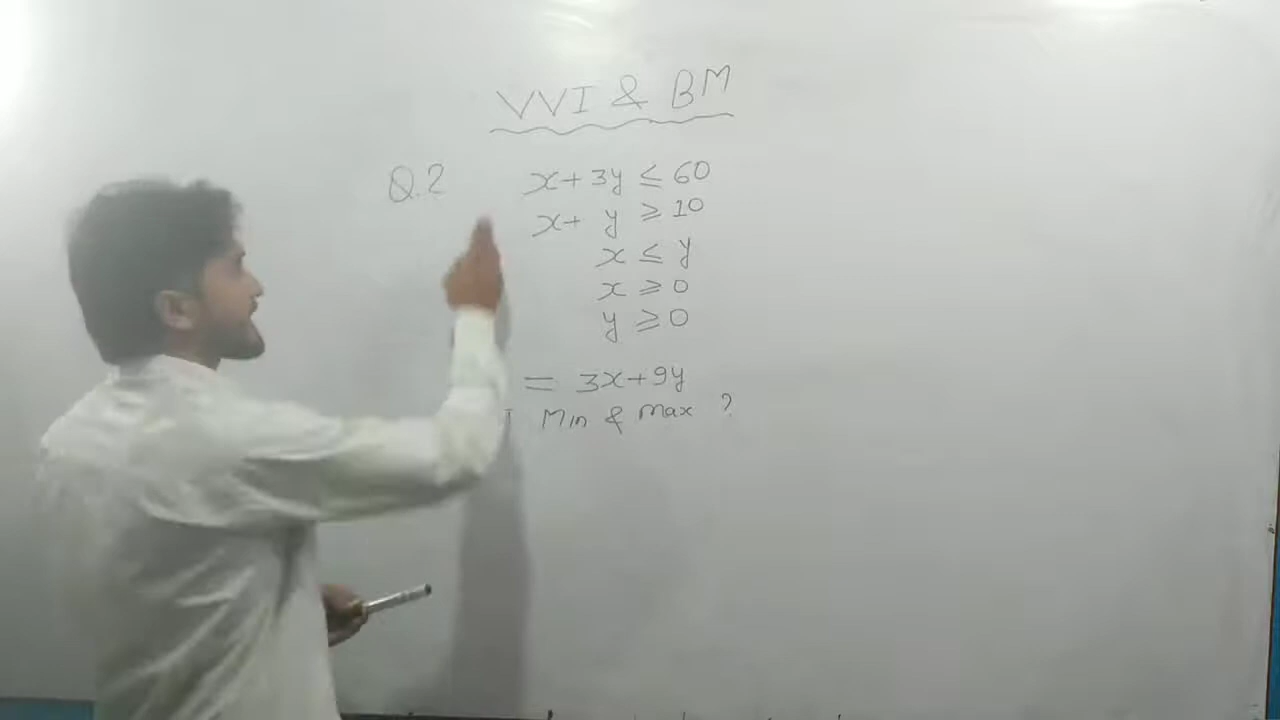 VVI & BM
Q.2 x+3y ≤ 60
x+ y ≥ 10
x ≤ y
x ≥ 0
y ≥ 0
= 3x+9y
Min & Max ?